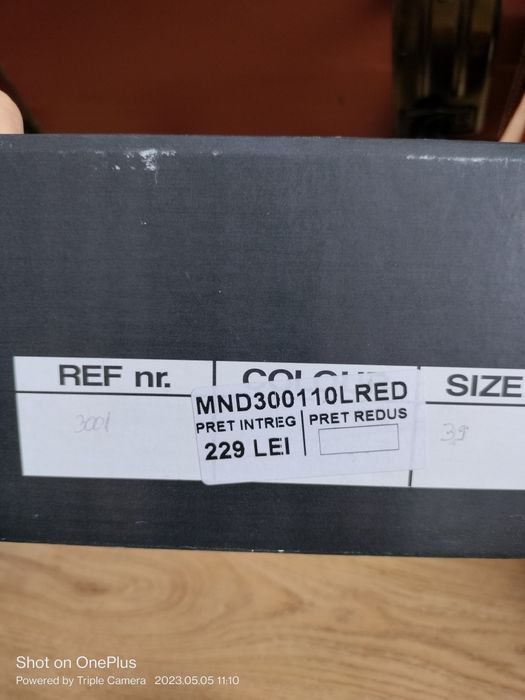 REF nr.
COLOUR
SIZE
3001
39
MND300110LRED
PRET INTREG
PRET REDUS
229 LEI
Shot on OnePlus
Powered by Triple Camera 2023.05.05 11:10